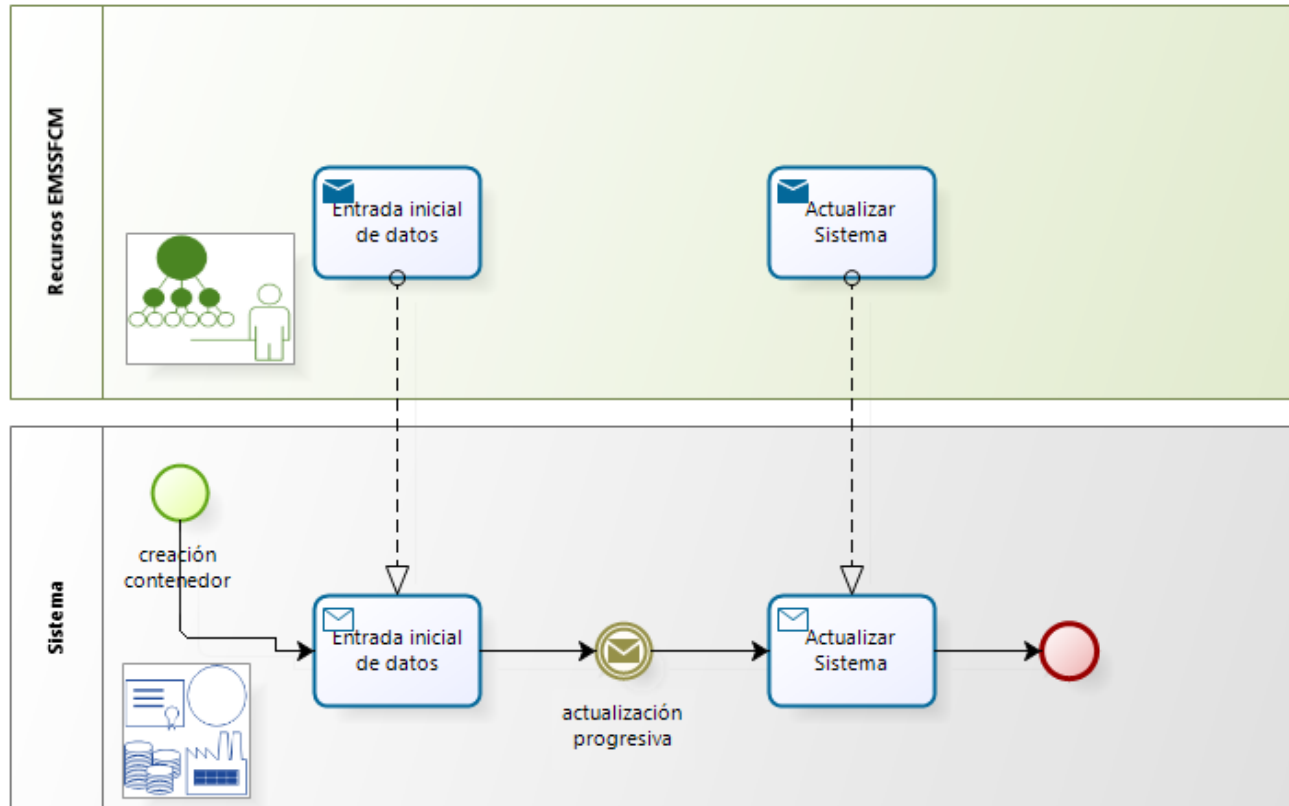 Recursos EMSSFCM
Entrada inicial
de datos
Actualizar
Sistema
Sistema
creación
contenedor
Entrada inicial
de datos
actualización
progresiva
Actualizar
Sistema